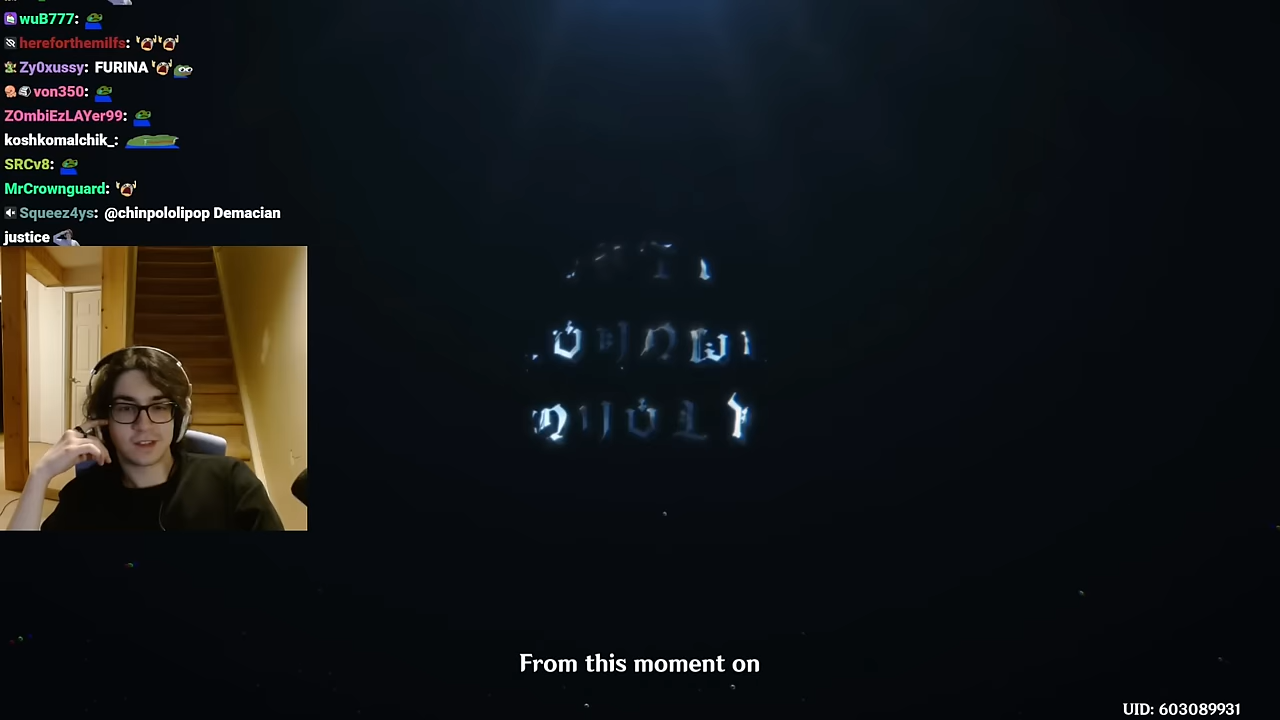 wuB777:
hereforthemilfs:
Zy0xussy: FURINA
von350:
ZOmbiEzLAYer99:
koshkomalchik_:
SRCv8:
MrCrownguard:
Squeez4ys: @chinpololipop Demacian
justice
From this moment on
UID: 603089931